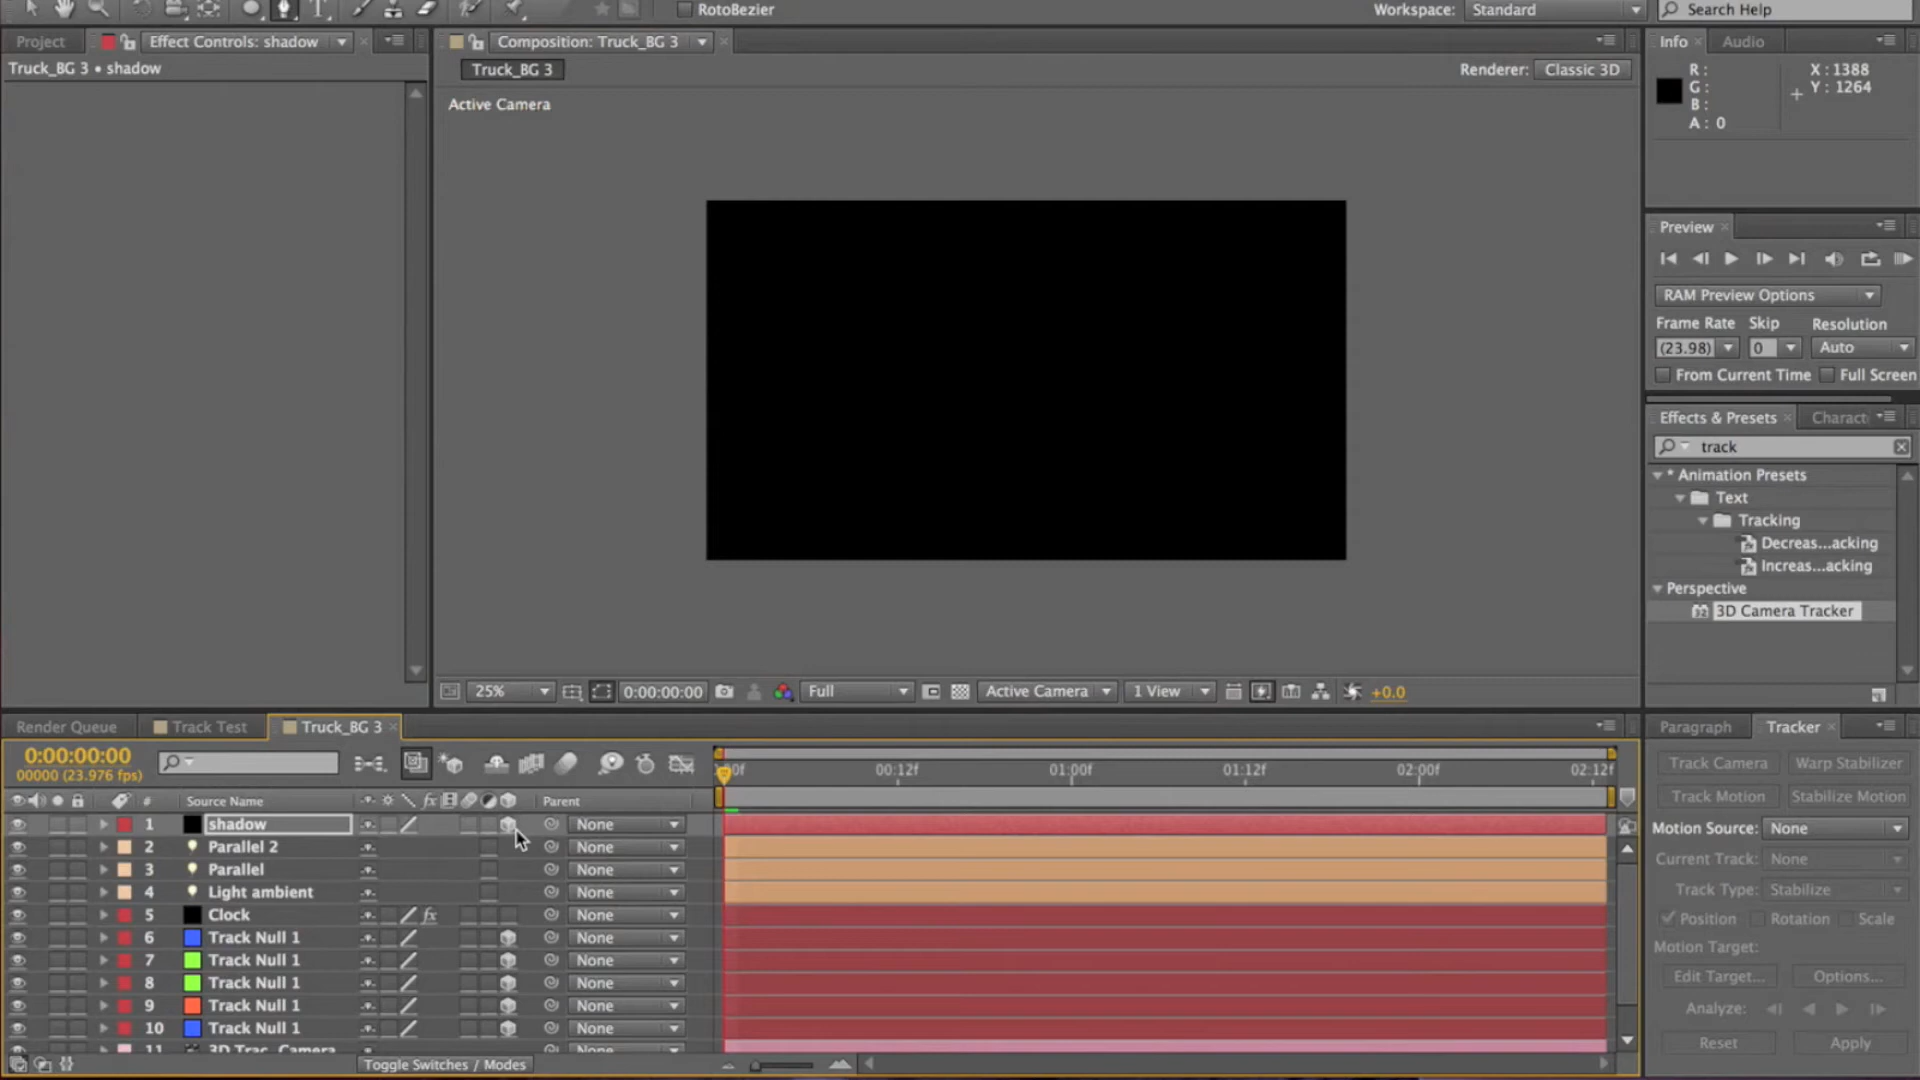 RotoBezier
Workspace: Standard
Search Help
Project
Effect Controls: shadow
Composition: Truck_BG 3
Info
Audio
Truck_BG 3 • shadow
Truck_BG 3
Renderer: Classic 3D
R :
G :
B :
A : 0
X : 1388
Y : 1264
+
Active Camera
Preview
RAM Preview Options
Frame Rate Skip Resolution
(23.98) 0 Auto
From Current Time Full Screen
Effects & Presets
Charact
track
* Animation Presets
Text
Tracking
Decreas...acking
Increas...acking
Perspective
32 3D Camera Tracker
25%
0:00:00:00
Full
Active Camera
1 View
+0.0
Render Queue
Track Test
Truck_BG 3
Paragraph
Tracker
0:00:00:00
00000 (23.976 fps)
00f 00:12f 01:00f 01:12f 02:00f 02:12f
Track Camera Warp Stabilizer
Track Motion Stabilize Motion
# Source Name fx Parent
1 shadow None
2 Parallel 2 None
3 Parallel None
4 Light ambient None
5 Clock fx None
6 Track Null 1 None
7 Track Null 1 None
8 Track Null 1 None
9 Track Null 1 None
10 Track Null 1 None
11 3D Trac Camera
Toggle Switches / Modes
Motion Source: None
Current Track: None
Track Type: Stabilize
Position Rotation Scale
Motion Target:
Edit Target... Options...
Analyze:
Reset Apply